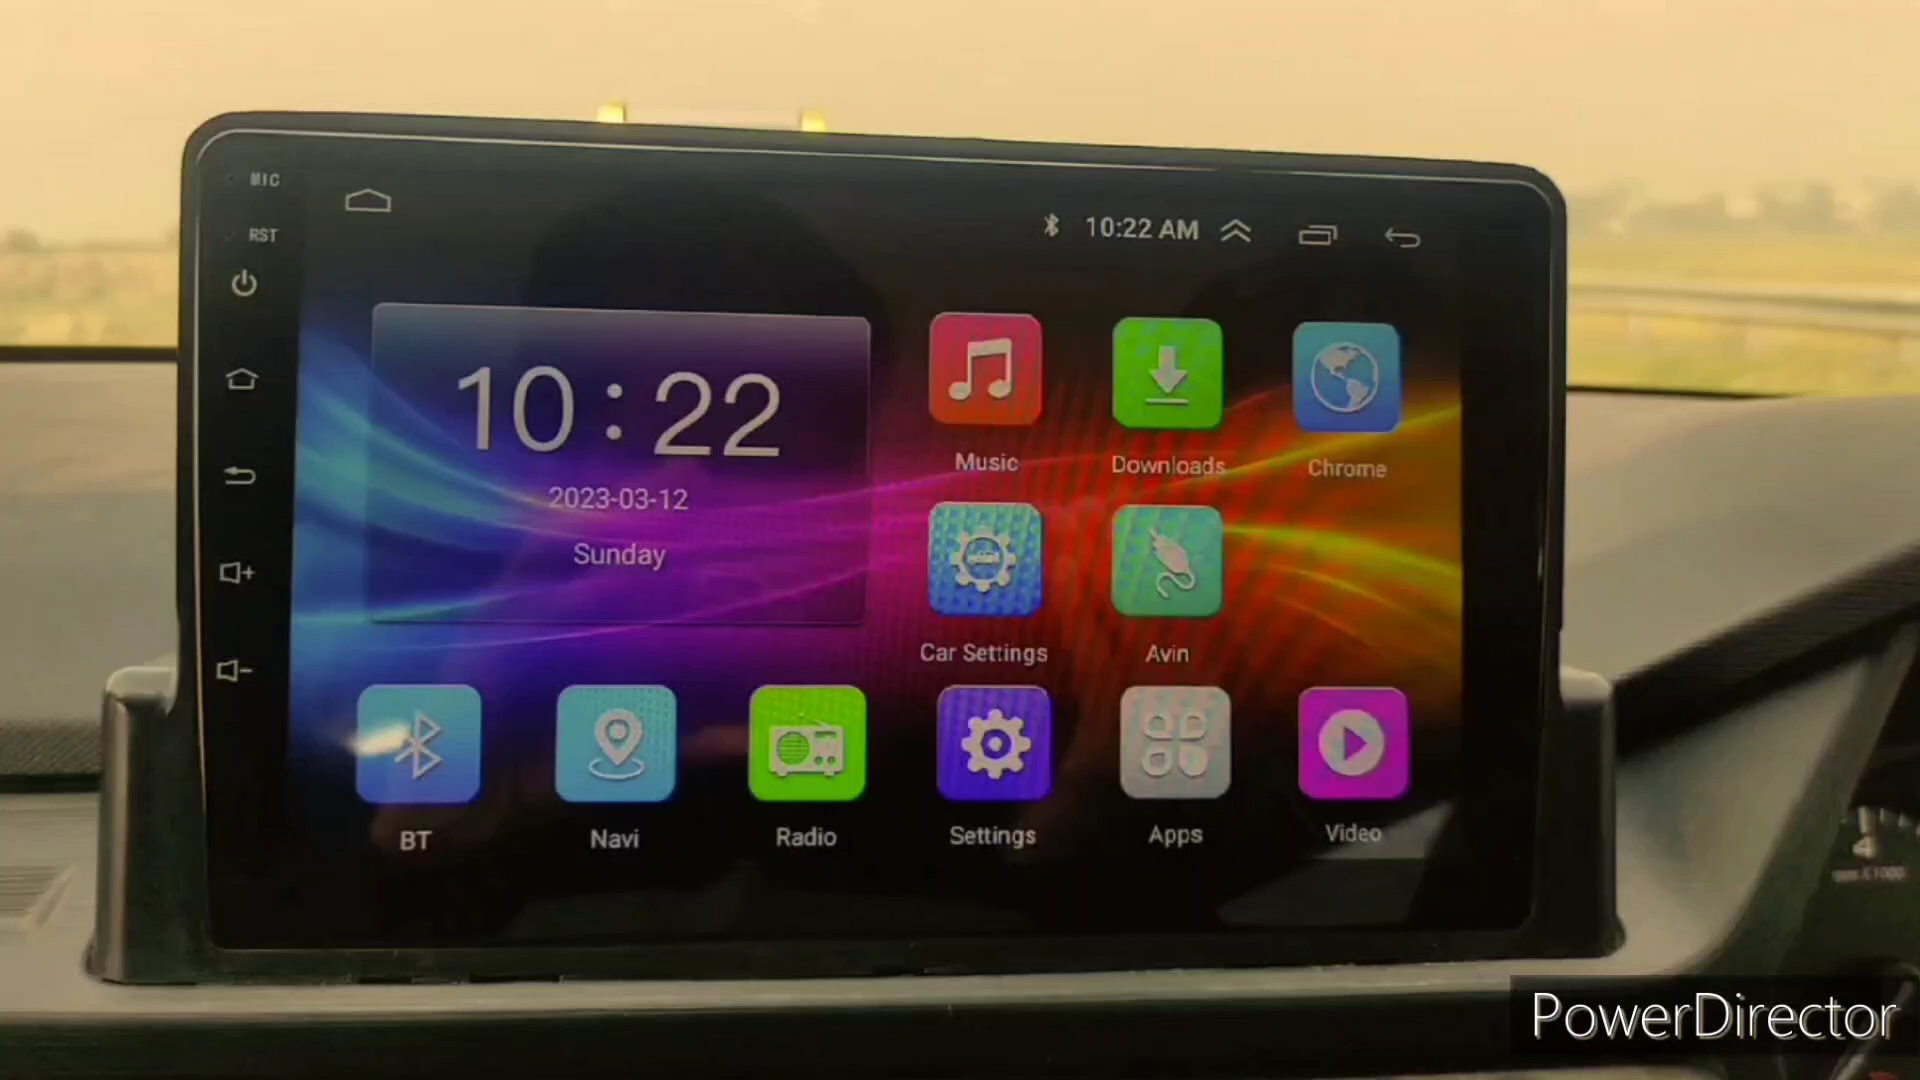 MIC
RST
10:22 AM
10:22
2023-03-12
Sunday
Music
Downloads
Chrome
Car Settings
Avin
BT
Navi
Radio
Settings
Apps
Video
4
PowerDirector